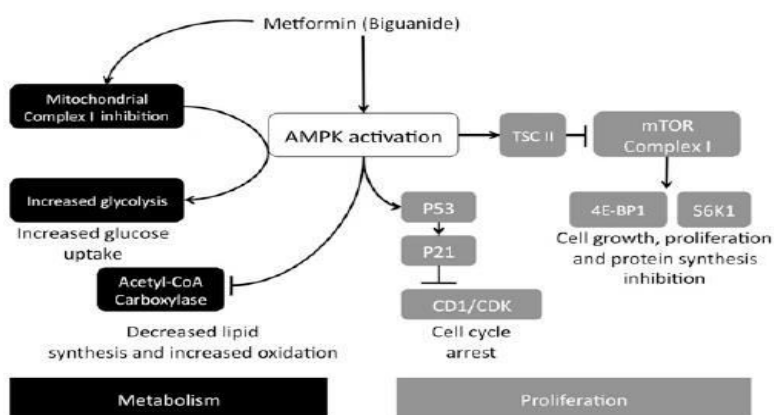 Metformin (Biguanide)
Mitochondrial
Complex I inhibition
AMPK activation
TSC II
mTOR
Complex I
Increased glycolysis
Increased glucose
uptake
P53
4E-BP1
S6K1
P21
Cell growth, proliferation
and protein synthesis
inhibition
Acetyl-CoA
Carboxylase
CD1/CDK
Decreased lipid
synthesis and increased oxidation
Cell cycle
arrest
Metabolism
Proliferation